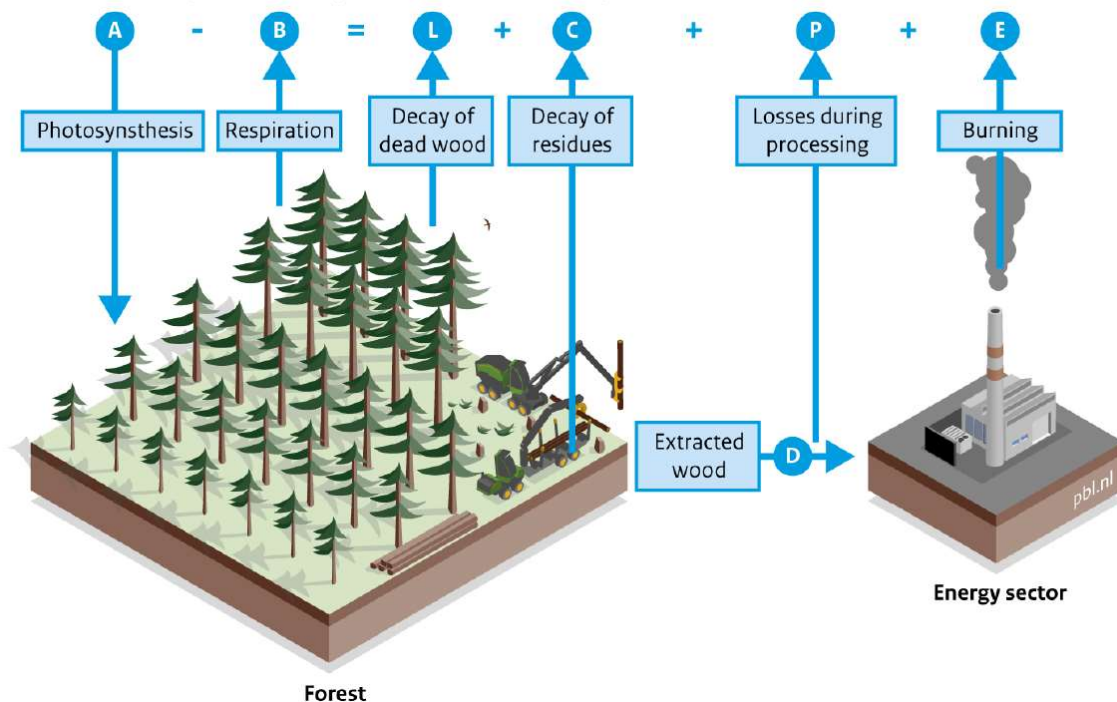 A - B = L + C + P + E
Photosynsthesis
Respiration
Decay of
dead wood
Decay of
residues
Losses during
processing
Burning
Extracted
wood
D
pbl.nl
Energy sector
Forest